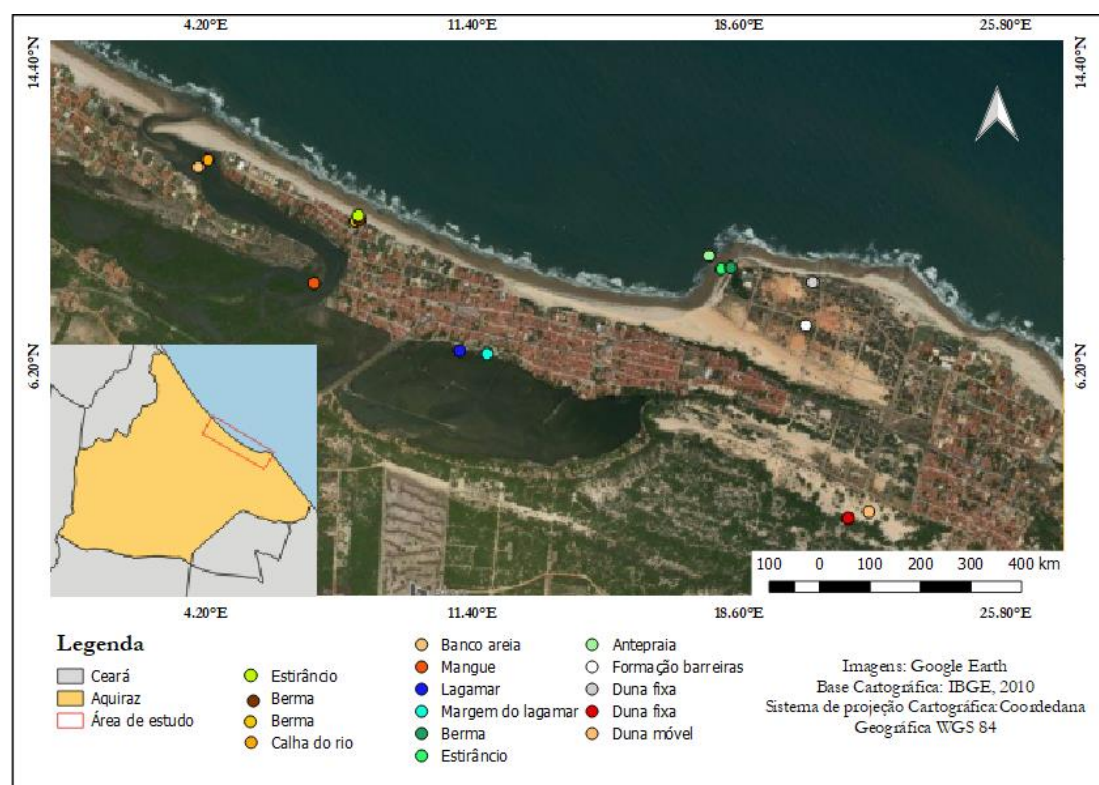 4.20°E 11.40°E 18.60°E 25.80°E
14.40°N 14.40°N
6.20°N 6.20°N
100 0 100 200 300 400 km
4.20°E 11.40°E 18.60°E 25.80°E
Legenda
Ceará
Aquiraz
Área de estudo
Estirâncio
Berma
Berma
Calha do rio
Banco areia
Mangue
Lagamar
Margem do lagamar
Berma
Estirâncio
Antepraia
Formação barreiras
Duna fixa
Duna fixa
Duna móvel
Imagens: Google Earth
Base Cartográfica: IBGE, 2010
Sistema de projeção Cartográfica:Coordedana
Geográfica WGS 84